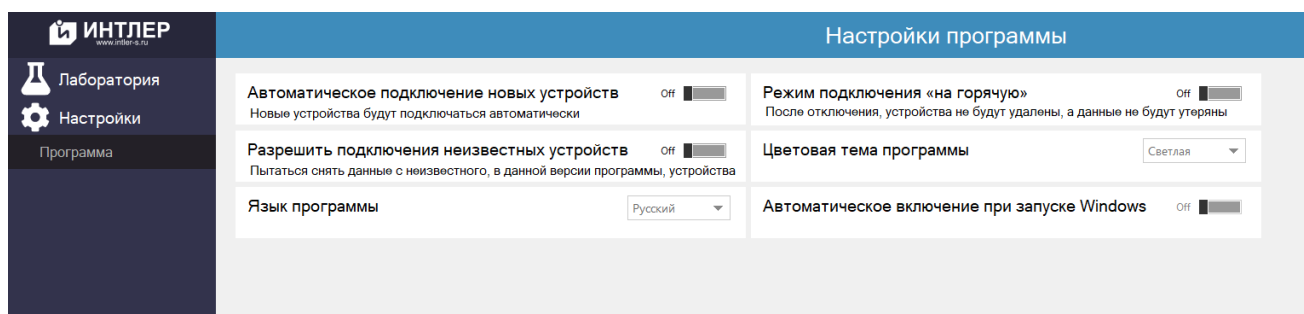 ИНТЛЕР
www.intler-s.ru
Настройки программы
Лаборатория
Настройки
Программа
Автоматическое подключение новых устройств Off
Новые устройства будут подключаться автоматически
Режим подключения «на горячую» Off
После отключения, устройства не будут удалены, а данные не будут утеряны
Разрешить подключения неизвестных устройств Off
Пытаться снять данные с неизвестного, в данной версии программы, устройства
Цветовая тема программы Светлая
Язык программы Русский
Автоматическое включение при запуске Windows Off